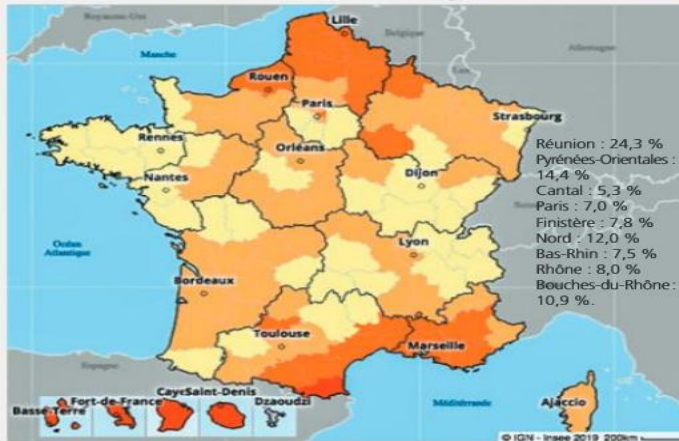 Royaume-Uni
Lille
Belgique
Allemagne
Manche
Lux
Rouen
Paris
Strasbourg
Rennes
Orléans
Nantes
Dijon
Océan
Atlantique
Lyon
Bordeaux
Toulouse
Marseille
Espagne
Méditerranée
Ajaccio
Basse-Terre
Fort-de-France
Saint-Denis
Dzaoudzi
Réunion : 24,3 %
Pyrénées-Orientales :
14,4 %
Cantal : 5,3 %
Paris : 7,0 %
Finistère : 7,8 %
Nord : 12,0 %
Bas-Rhin : 7,5 %
Rhône : 8,0 %
Bouches-du-Rhône :
10,9 %.
© IGN - Insee 2019 200km